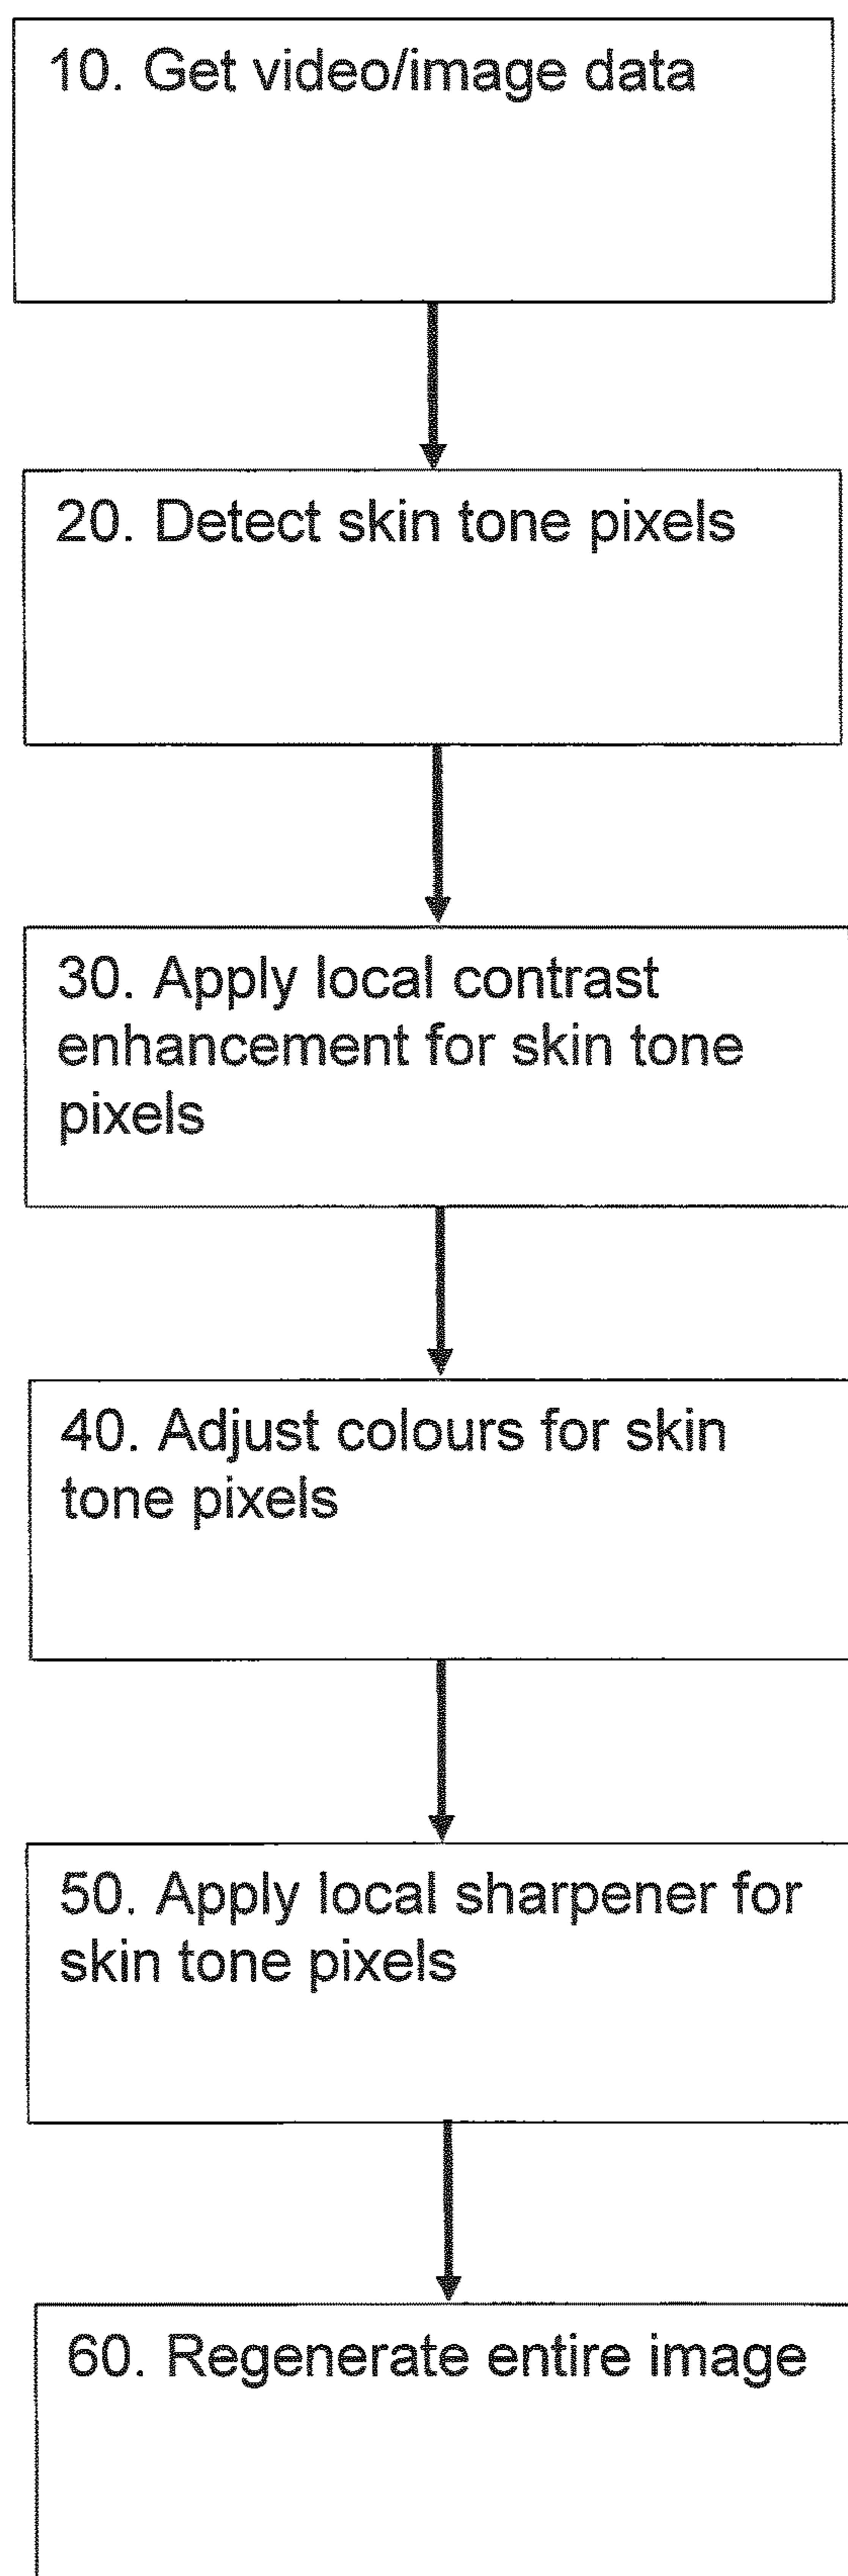 10. Get video/image data
20. Detect skin tone pixels
30. Apply local contrast
enhancement for skin tone
pixels
40. Adjust colours for skin
tone pixels
50. Apply local sharpener for
skin tone pixels
60. Regenerate entire image